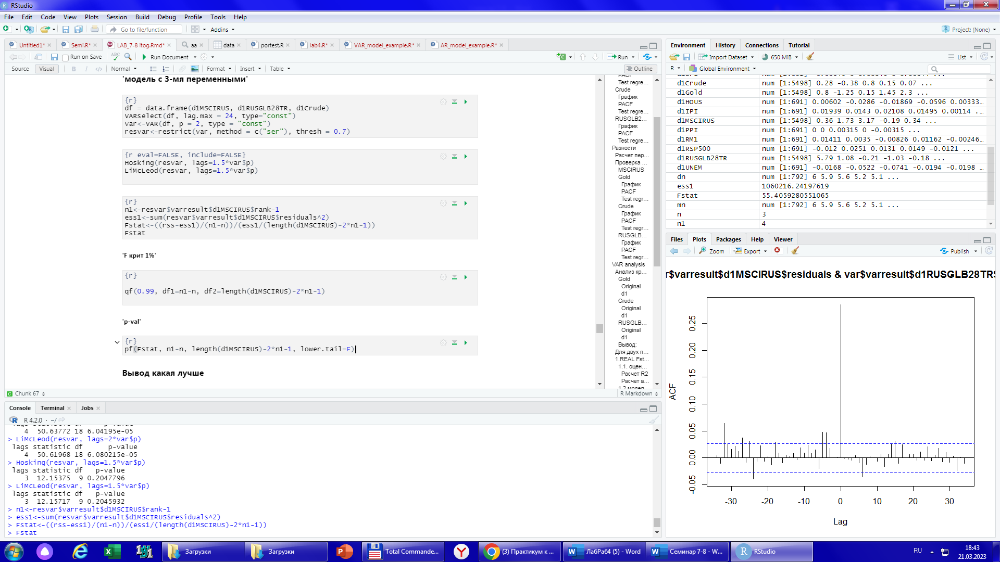 RStudio
File Edit Code View Plots Session Build Debug Profile Tools Help
Go to file/function Addins Project: (None)
Untitled1* Semi.R* LAB_7-8 itog.Rmd* aa data portest.R lab4.R* VAR_model_example.R* AR_model_example.R*
Run on Save ABC Run Document Run
Source Visual B I </> Normal Format Insert Table Outline
'модель с 3-мя переменными'
{r}
df = data.frame(d1MSCIRUS, d1RUSGLB28TR, d1Crude)
VARselect(df, lag.max = 24, type="const")
var<-VAR(df, p = 2, type = "const")
resvar<-restrict(var, method = c("ser"), thresh = 0.7)
{r eval=FALSE, include=FALSE}
Hosking(resvar, lags=1.5*var$p)
LiMcLeod(resvar, lags=1.5*var$p)
{r}
n1<-resvar$varresult$d1MSCIRUS$rank-1
ess1<-sum(resvar$varresult$d1MSCIRUS$residuals^2)
Fstat<-((rss-ess1)/(n1-n))/(ess1/(length(d1MSCIRUS)-2*n1-1))
Fstat
'F крит 1%'
{r}
qf(0.99, df1=n1-n, df2=length(d1MSCIRUS)-2*n1-1)
'p-val'
{r}
pf(Fstat, n1-n, length(d1MSCIRUS)-2*n1-1, lower.tail=F)
Вывод какая лучше
Chunk 67 R Markdown
PACF
Test regre...
Crude
График
PACF
Test regre...
RUSGLB2...
График
PACF
Test regre...
Разности
Расчет пер...
Проверка ...
MSCIRUS
Gold
График
PACF
Test regr...
Crude
График
PACF
Test regr...
RUSGLB...
График
PACF
Test regr...
VAR analysis
Анализ кр...
Gold
Original
d1
Crude
Original
d1
RUSGLB...
Original
d1
Вывод:
Для двух п...
1.REAL Fst...
1.1. оцен...
Расчет R2
Расчет а...
Console Terminal Jobs
R 4.2.0 · ~/
4 50.63772 18 6.04195e-05
> LiMcLeod(resvar, lags=2*var$p)
lags statistic df p-value
4 50.61968 18 6.080215e-05
> Hosking(resvar, lags=1.5*var$p)
lags statistic df p-value
3 12.15375 9 0.2047796
> LiMcLeod(resvar, lags=1.5*var$p)
lags statistic df p-value
3 12.15717 9 0.2045932
> n1<-resvar$varresult$d1MSCIRUS$rank-1
> ess1<-sum(resvar$varresult$d1MSCIRUS$residuals^2)
> Fstat<-((rss-ess1)/(n1-n))/(ess1/(length(d1MSCIRUS)-2*n1-1))
> Fstat
Environment History Connections Tutorial
Import Dataset 650 MiB List
R Global Environment
d1Crude num [1:5498] 0.28 -0.38 0.8 0.15 0.07 ...
d1Gold num [1:5498] 0.8 -1.25 0.15 1.45 2.3 ...
d1HOUS num [1:691] 0.00602 -0.0286 -0.01869 -0.0596 0.00333...
d1IPI num [1:691] 0.01939 0.0143 0.02108 0.01495 0.00114 ...
d1MSCIRUS num [1:5498] 0.36 1.73 3.17 -0.19 0.34 ...
d1PPI num [1:691] 0 0 0.00315 0 -0.00315 ...
d1RM1 num [1:691] 0.01411 0.0035 -0.00826 0.01162 -0.00246...
d1RSP500 num [1:691] -0.012 0.0251 0.0131 0.0149 -0.0121 ...
d1RUSGLB28TR num [1:5498] 5.79 1.08 -0.21 -1.03 -0.18 ...
d1UNEM num [1:691] -0.0168 -0.0522 -0.0741 -0.0194 -0.0198 ...
dn num [1:792] 6 5.9 5.6 5.2 5.1 ...
ess1 1060216.24197619
Fstat 55.4059280551065
mn num [1:792] 6 5.9 5.6 5.2 5.1 ...
n 3
n1 4
Files Plots Packages Help Viewer
Zoom Export Publish
r$varresult$d1MSCIRUS$residuals & var$varresult$d1RUSGLB28TR$
ACF
0.25
0.20
0.15
0.10
0.05
0.00
-0.05
-30 -20 -10 0 10 20 30
Lag
Загрузки Загрузки Total Commande... (3) Практикум к ... ЛабРаб4 (5) - Word Семинар 7-8 - W... RStudio
RU 18:43
21.03.2023